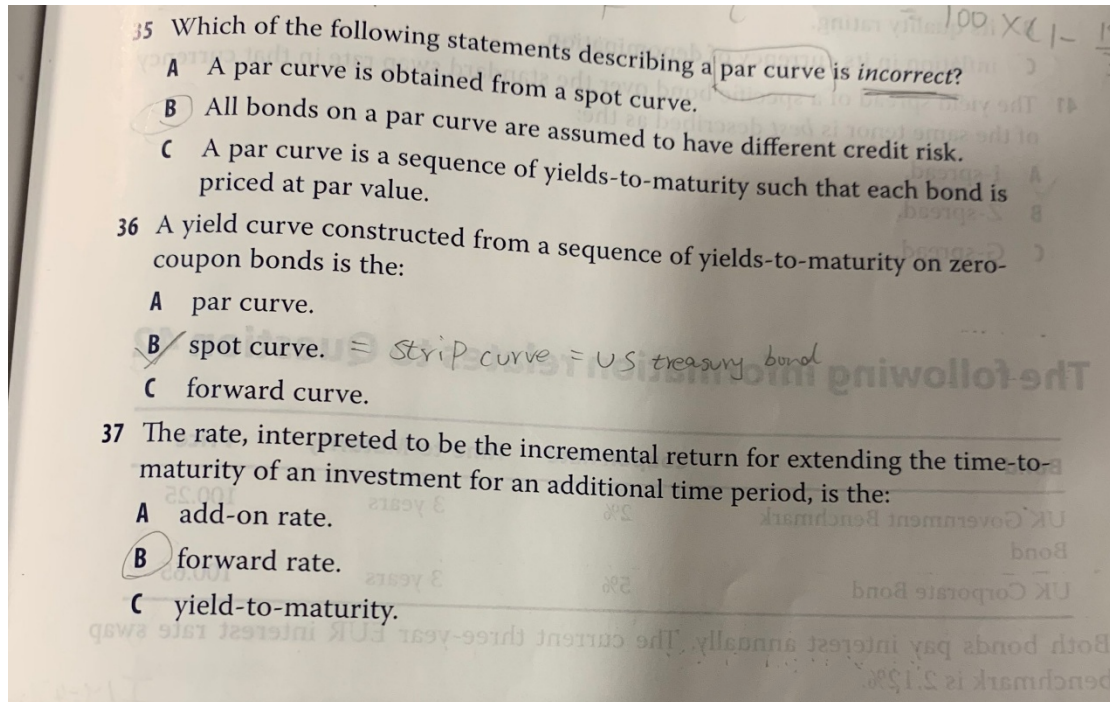 100 X(1-
35 Which of the following statements describing a par curve is incorrect?
A A par curve is obtained from a spot curve.
B All bonds on a par curve are assumed to have different credit risk.
C A par curve is a sequence of yields-to-maturity such that each bond is
priced at par value.
36 A yield curve constructed from a sequence of yields-to-maturity on zero-
coupon bonds is the:
A par curve.
B spot curve. = strip curve = US treasury bond
C forward curve.
37 The rate, interpreted to be the incremental return for extending the time-to-
maturity of an investment for an additional time period, is the:
A add-on rate.
B forward rate.
C yield-to-maturity.